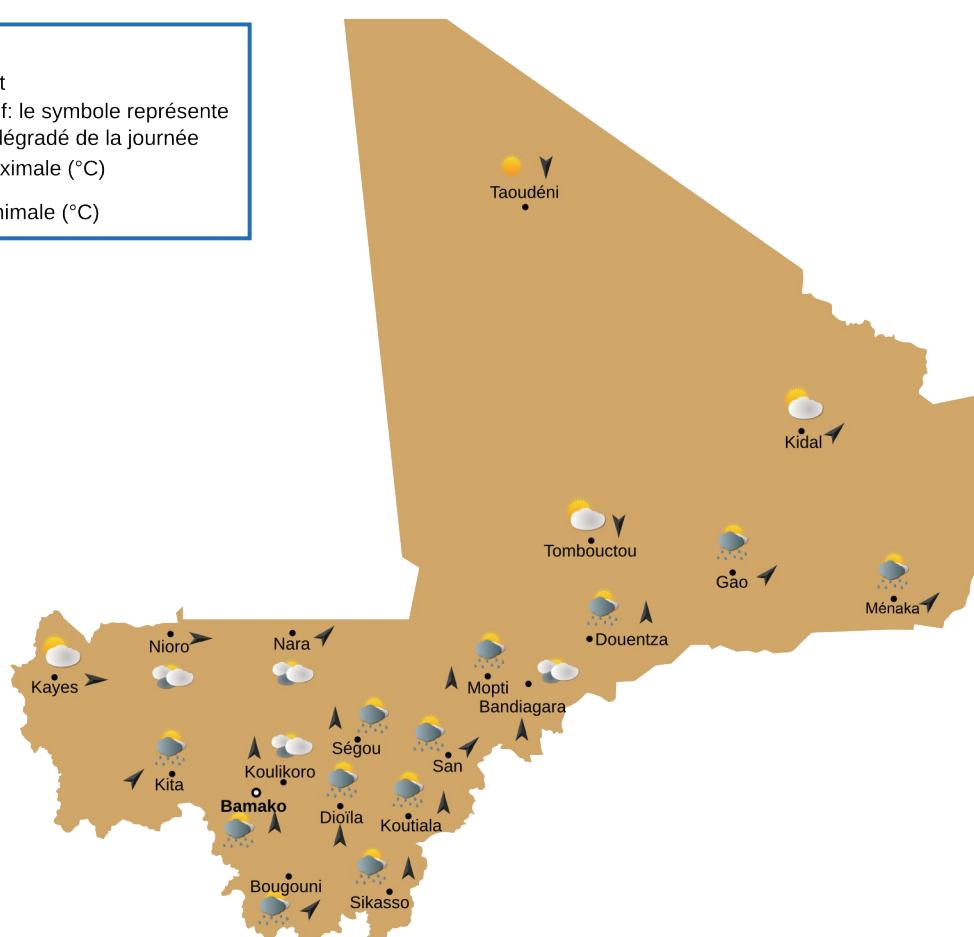 t
f: le symbole représente
dégradé de la journée
ximale (°C)
nimale (°C)
Taoudéni
Kidal
Tombouctou
Gao
Ménaka
Douentza
Nioro
Nara
Kayes
Mopti
Bandiagara
Ségou
San
Koulikoro
Kita
Bamako
Dioïla
Koutiala
Bougouni
Sikasso